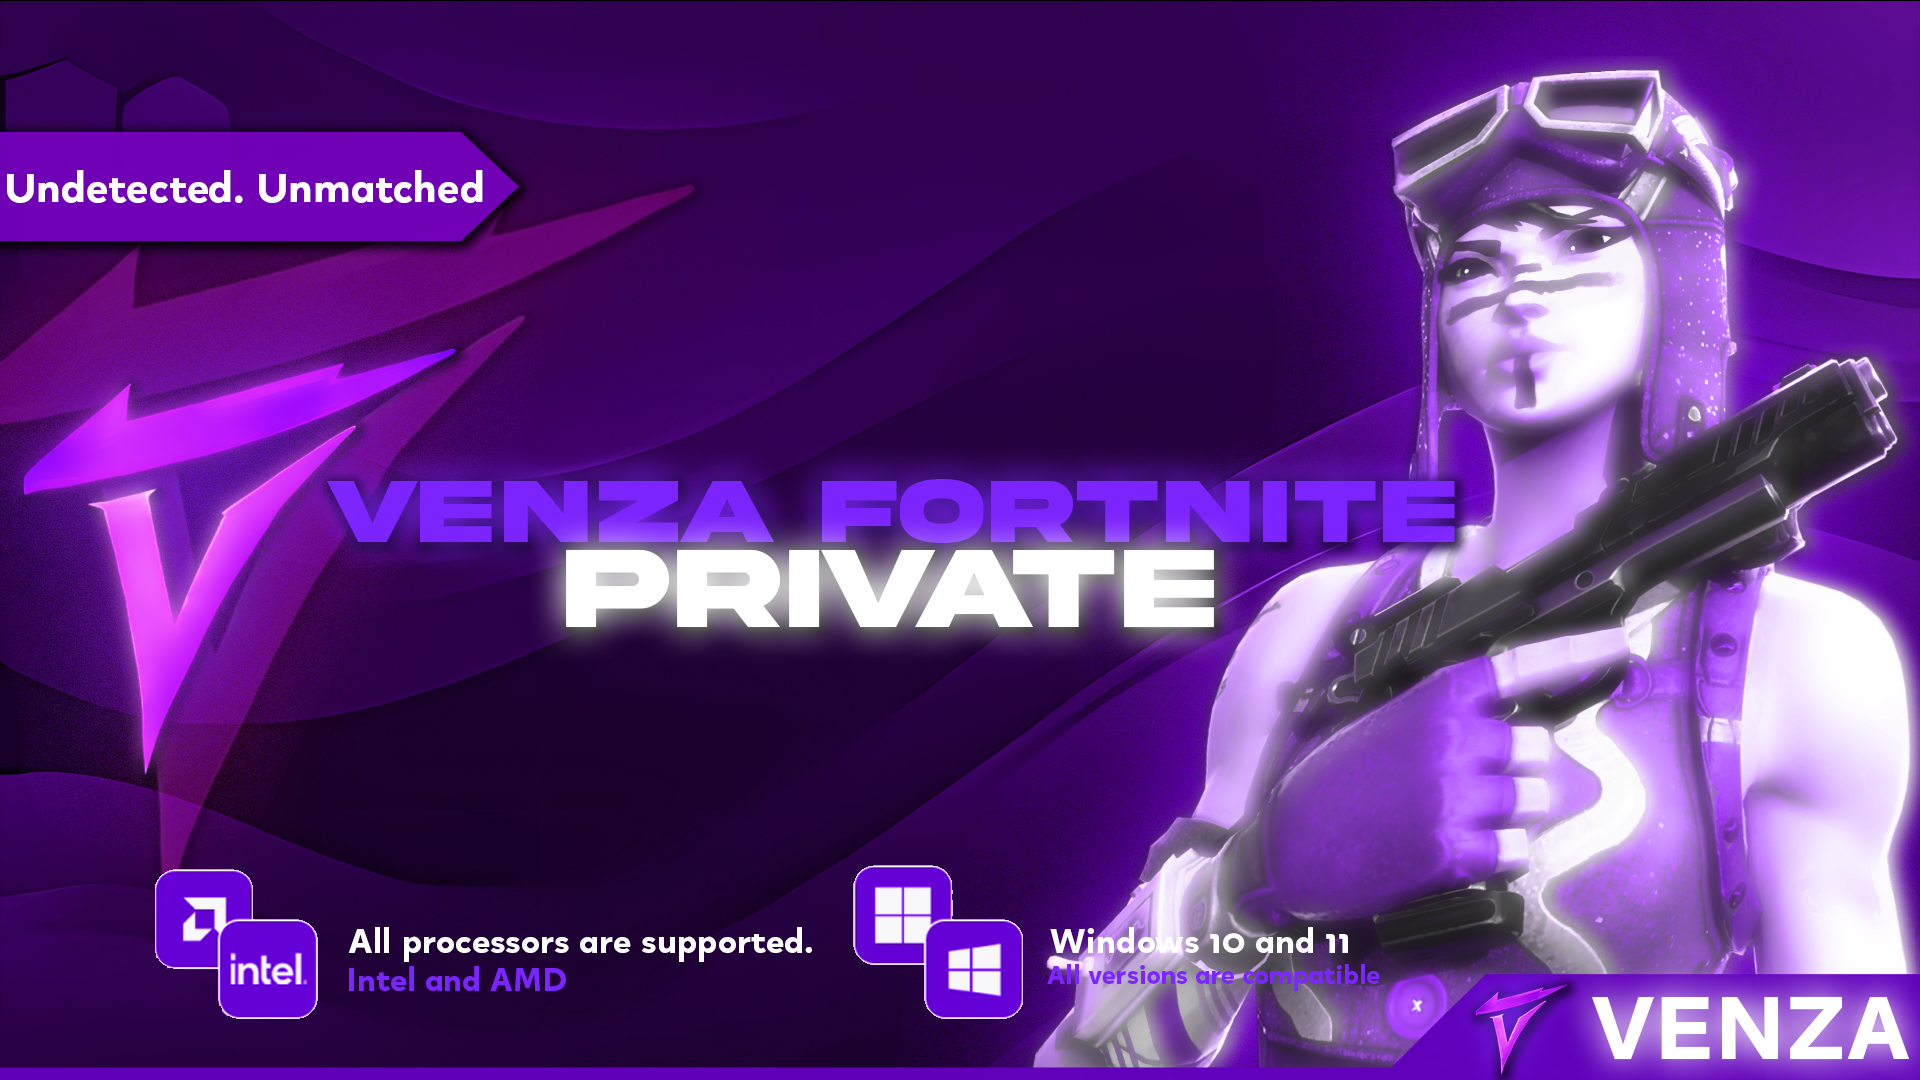 Undetected. Unmatched
VENZA FORTNITE
PRIVATE
intel.
All processors are supported.
Intel and AMD
Windows 10 and 11
All versions are compatible
VENZA